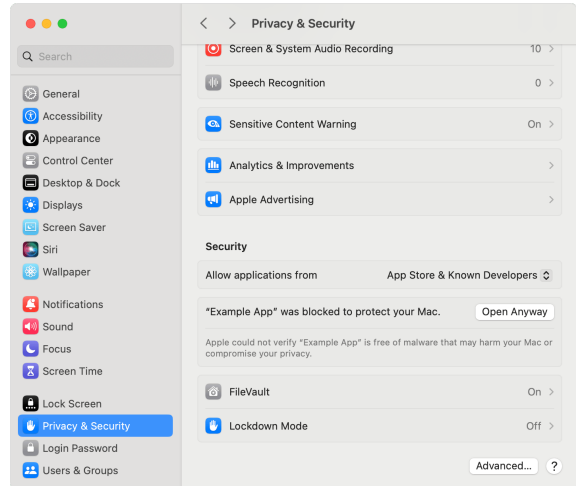 Privacy & Security
Search
General
Accessibility
Appearance
Control Center
Desktop & Dock
Displays
Screen Saver
Siri
Wallpaper
Notifications
Sound
Focus
Screen Time
Lock Screen
Privacy & Security
Login Password
Users & Groups
Screen & System Audio Recording 10
Speech Recognition 0
Sensitive Content Warning On
Analytics & Improvements
Apple Advertising
Security
Allow applications from App Store & Known Developers
“Example App” was blocked to protect your Mac. Open Anyway
Apple could not verify “Example App” is free of malware that may harm your Mac or
compromise your privacy.
FileVault On
Lockdown Mode Off
Advanced... ?